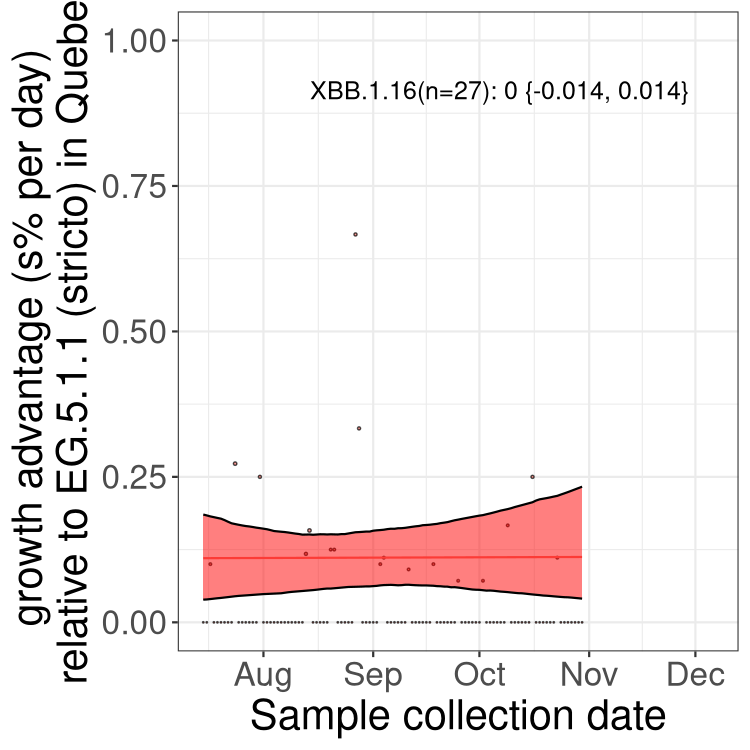 growth advantage (s% per day)
relative to EG.5.1.1 (stricto) in Quebe
1.00
0.75
0.50
0.25
0.00
XBB.1.16(n=27): 0 {-0.014, 0.014}
Aug Sep Oct Nov Dec
Sample collection date